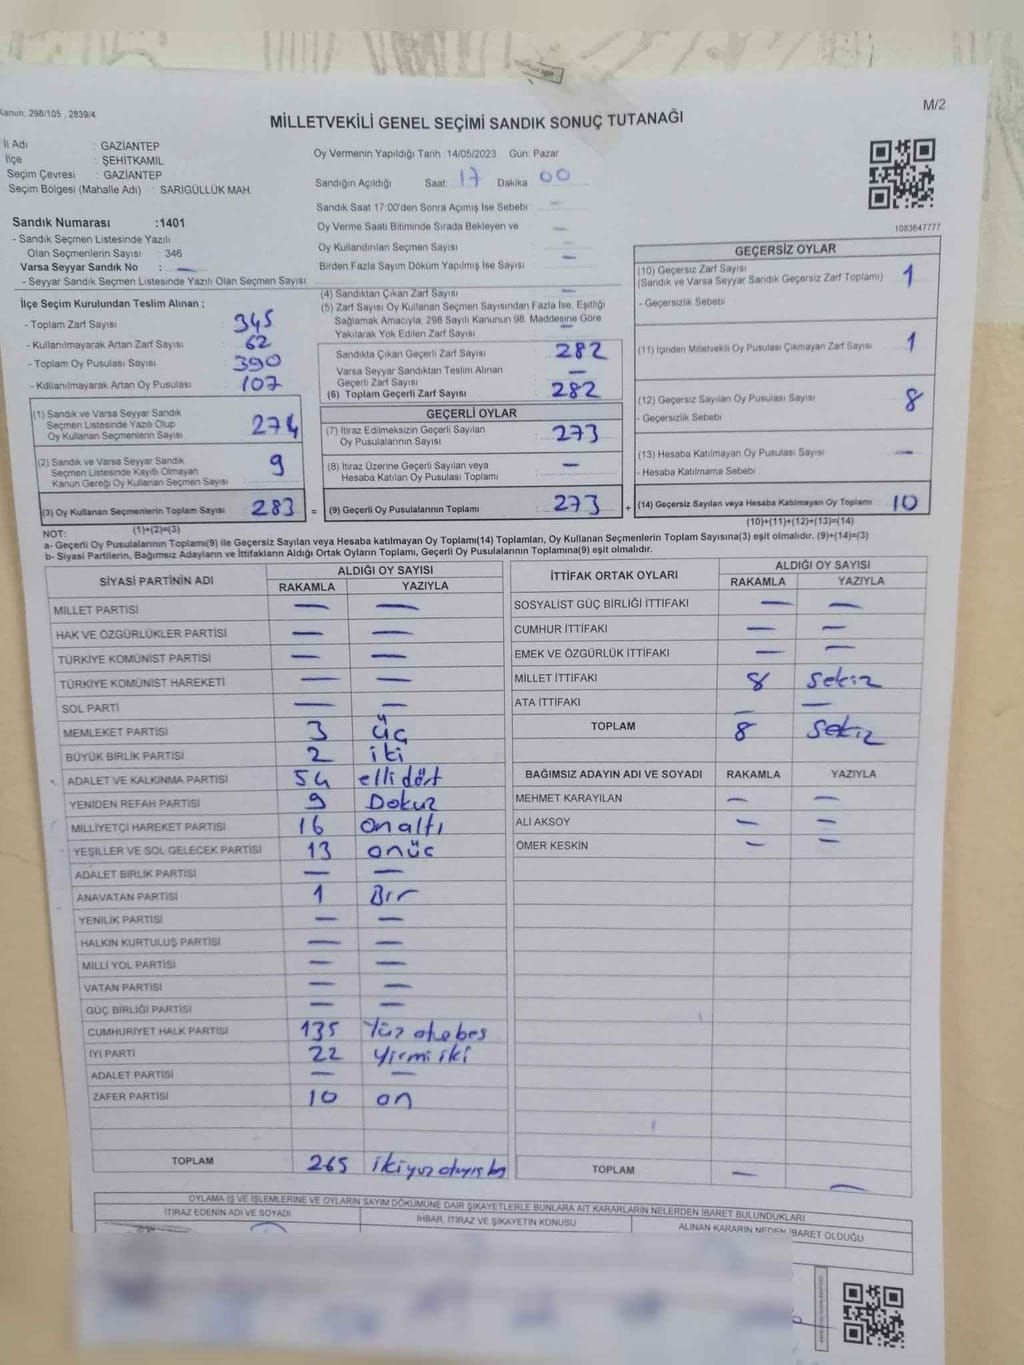 Kanun: 298/105 , 2839/4
M/2
MİLLETVEKİLİ GENEL SEÇİMİ SANDIK SONUÇ TUTANAĞI
İl Adı : GAZİANTEP
İlçe : ŞEHİTKAMİL
Seçim Çevresi : GAZİANTEP
Seçim Bölgesi (Mahalle Adı) : SARIGÜLLÜK MAH.
Oy Vermenin Yapıldığı Tarih :14/05/2023 Gün: Pazar
Sandığın Açıldığı Saat: 17 Dakika 00
Sandık Saat 17:00'den Sonra Açımış İse Sebebi —
Oy Verme Saati Bitiminde Sırada Bekleyen ve —
Oy Kullandırılan Seçmen Sayısı —
Birden Fazla Sayım Döküm Yapılmış İse Sayısı —
1083647777
Sandık Numarası :1401
- Sandık Seçmen Listesinde Yazılı
Olan Seçmenlerin Sayısı : 346
Varsa Seyyar Sandık No : —
- Seyyar Sandık Seçmen Listesinde Yazılı Olan Seçmen Sayısı :
İlçe Seçim Kurulundan Teslim Alınan ;
- Toplam Zarf Sayısı 345
- Kullanılmayarak Artan Zarf Sayısı 62
- Toplam Oy Pusulası Sayısı 390
- Kullanılmayarak Artan Oy Pusulası 107
(1) Sandık ve Varsa Seyyar Sandık
Seçmen Listesinde Yazılı Olup
Oy Kullanan Seçmenlerin Sayısı 274
(2) Sandık ve Varsa Seyyar Sandık
Seçmen Listesinde Kaydı Olmayan
Kanun Gereği Oy Kullanan Seçmen Sayısı 9
(3) Oy Kullanan Seçmenlerin Toplam Sayısı 283 =
(1)+(2)=(3)
(4) Sandıktan Çıkan Zarf Sayısı —
(5) Zarf Sayısı Oy Kullanan Seçmen Sayısından Fazla İse, Eşitliği
Sağlamak Amacıyla, 298 Sayılı Kanunun 98. Maddesine Göre
Yakılarak Yok Edilen Zarf Sayısı —
Sandıkta Çıkan Geçerli Zarf Sayısı 282
Varsa Seyyar Sandıktan Teslim Alınan
Geçerli Zarf Sayısı —
(6) Toplam Geçerli Zarf Sayısı 282
GEÇERLİ OYLAR
(7) İtiraz Edilmeksizin Geçerli Sayılan
Oy Pusulalarının Sayısı 273
(8) İtiraz Üzerine Geçerli Sayılan veya
Hesaba Katılan Oy Pusulası Toplamı —
(9) Geçerli Oy Pusulalarının Toplamı 273 +
GEÇERSİZ OYLAR
(10) Geçersiz Zarf Sayısı
(Sandık ve Varsa Seyyar Sandık Geçersiz Zarf Toplamı) 1
- Geçersizlik Sebebi
(11) İçinden Milletvekili Oy Pusulası Çıkmayan Zarf Sayısı 1
(12) Geçersiz Sayılan Oy Pusulası Sayısı 8
- Geçersizlik Sebebi
(13) Hesaba Katılmayan Oy Pusulası Sayısı —
- Hesaba Katılmama Sebebi
(14) Geçersiz Sayılan veya Hesaba Katılmayan Oy Toplamı 10
(10)+(11)+(12)+(13)=(14)
NOT:
a- Geçerli Oy Pusulalarının Toplamı(9) ile Geçersiz Sayılan veya Hesaba katılmayan Oy Toplamı(14) Toplamları, Oy Kullanan Seçmenlerin Toplam Sayısına(3) eşit olmalıdır. (9)+(14)=(3)
b- Siyasi Partilerin, Bağımsız Adayların ve İttifakların Aldığı Ortak Oyların Toplamı, Geçerli Oy Pusulalarının Toplamına(9) eşit olmalıdır.
SİYASİ PARTİNİN ADI ALDIĞI OY SAYISI
RAKAMLA YAZIYLA
MİLLET PARTİSİ — —
HAK VE ÖZGÜRLÜKLER PARTİSİ — —
TÜRKİYE KOMÜNİST PARTİSİ — —
TÜRKİYE KOMÜNİST HAREKETİ — —
SOL PARTİ — —
MEMLEKET PARTİSİ 3 üç
BÜYÜK BİRLİK PARTİSİ 2 iki
ADALET VE KALKINMA PARTİSİ 54 elli dört
YENİDEN REFAH PARTİSİ 9 Dokuz
MİLLİYETÇİ HAREKET PARTİSİ 16 on altı
YEŞİLLER VE SOL GELECEK PARTİSİ 13 onüç
ADALET BİRLİK PARTİSİ — —
ANAVATAN PARTİSİ 1 Bir
YENİLİK PARTİSİ — —
HALKIN KURTULUŞ PARTİSİ — —
MİLLİ YOL PARTİSİ — —
VATAN PARTİSİ — —
GÜÇ BİRLİĞİ PARTİSİ — —
CUMHURİYET HALK PARTİSİ 135 Yüz otuz beş
İYİ PARTİ 22 Yirmi iki
ADALET PARTİSİ — —
ZAFER PARTİSİ 10 on
TOPLAM 265
İTTİFAK ORTAK OYLARI ALDIĞI OY SAYISI
RAKAMLA YAZIYLA
SOSYALİST GÜÇ BİRLİĞİ İTTİFAKI — —
CUMHUR İTTİFAKI — —
EMEK VE ÖZGÜRLÜK İTTİFAKI — —
MİLLET İTTİFAKI 8 Sekiz
ATA İTTİFAKI — —
TOPLAM 8 Sekiz
BAĞIMSIZ ADAYIN ADI VE SOYADI RAKAMLA YAZIYLA
MEHMET KARAYILAN — —
ALİ AKSOY — —
ÖMER KESKİN — —
TOPLAM — —
OYLAMA İŞ VE İŞLEMLERİNE VE OYLARIN SAYIM DÖKÜMÜNE DAİR ŞİKAYETLERLE BUNLARA AİT KARARLARIN NELERDEN İBARET BULUNDUKLARI
İTİRAZ EDENİN ADI VE SOYADI İHBAR, İTİRAZ VE ŞİKAYETİN KONUSU ALINAN KARARIN NEDEN İBARET OLDUĞU